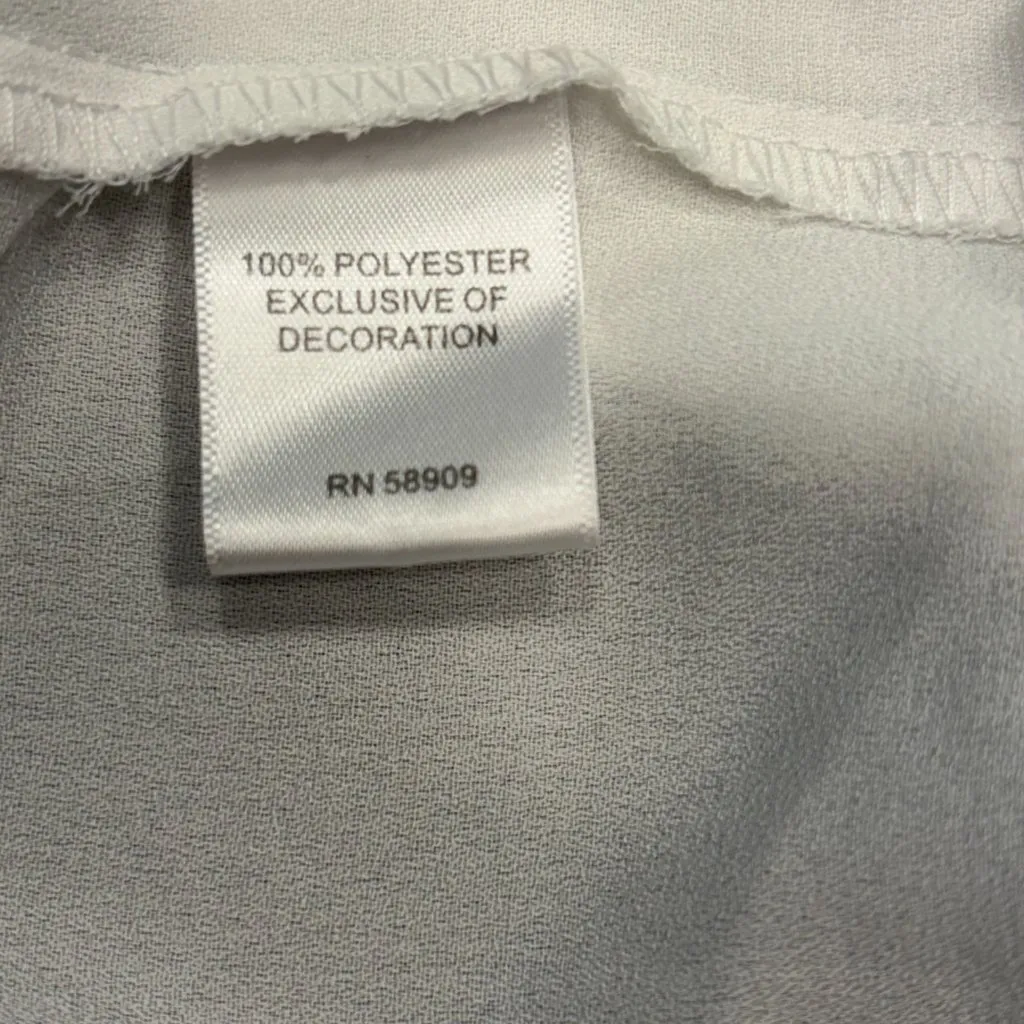 100% POLYESTER
EXCLUSIVE OF
DECORATION
RN 58909